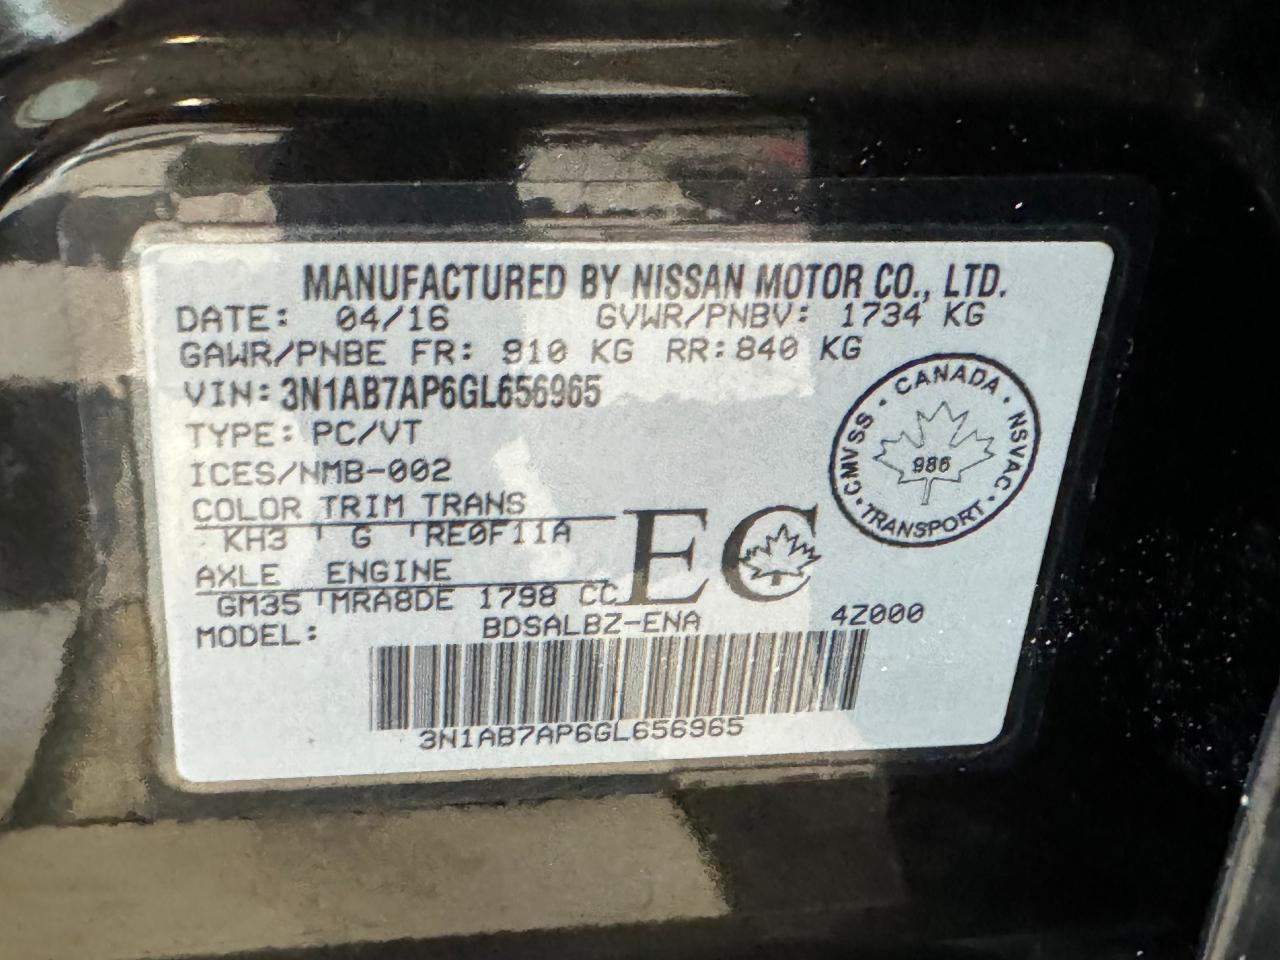 MANUFACTURED BY NISSAN MOTOR CO., LTD.
DATE: 04/16 GVWR/PNBV: 1734 KG
GAWR/PNBE FR: 910 KG RR: 840 KG
VIN: 3N1AB7AP6GL656965
TYPE: PC/VT
ICES/NMB-002
COLOR TRIM TRANS
KH3 G RE0F11A
AXLE ENGINE
GM35 MRA8DE 1798 CC
MODEL: BDSALBZ-ENA 4Z000
3N1AB7AP6GL656965
EC
CMVSS · CANADA · NSVAC · TRANSPORT ·
986